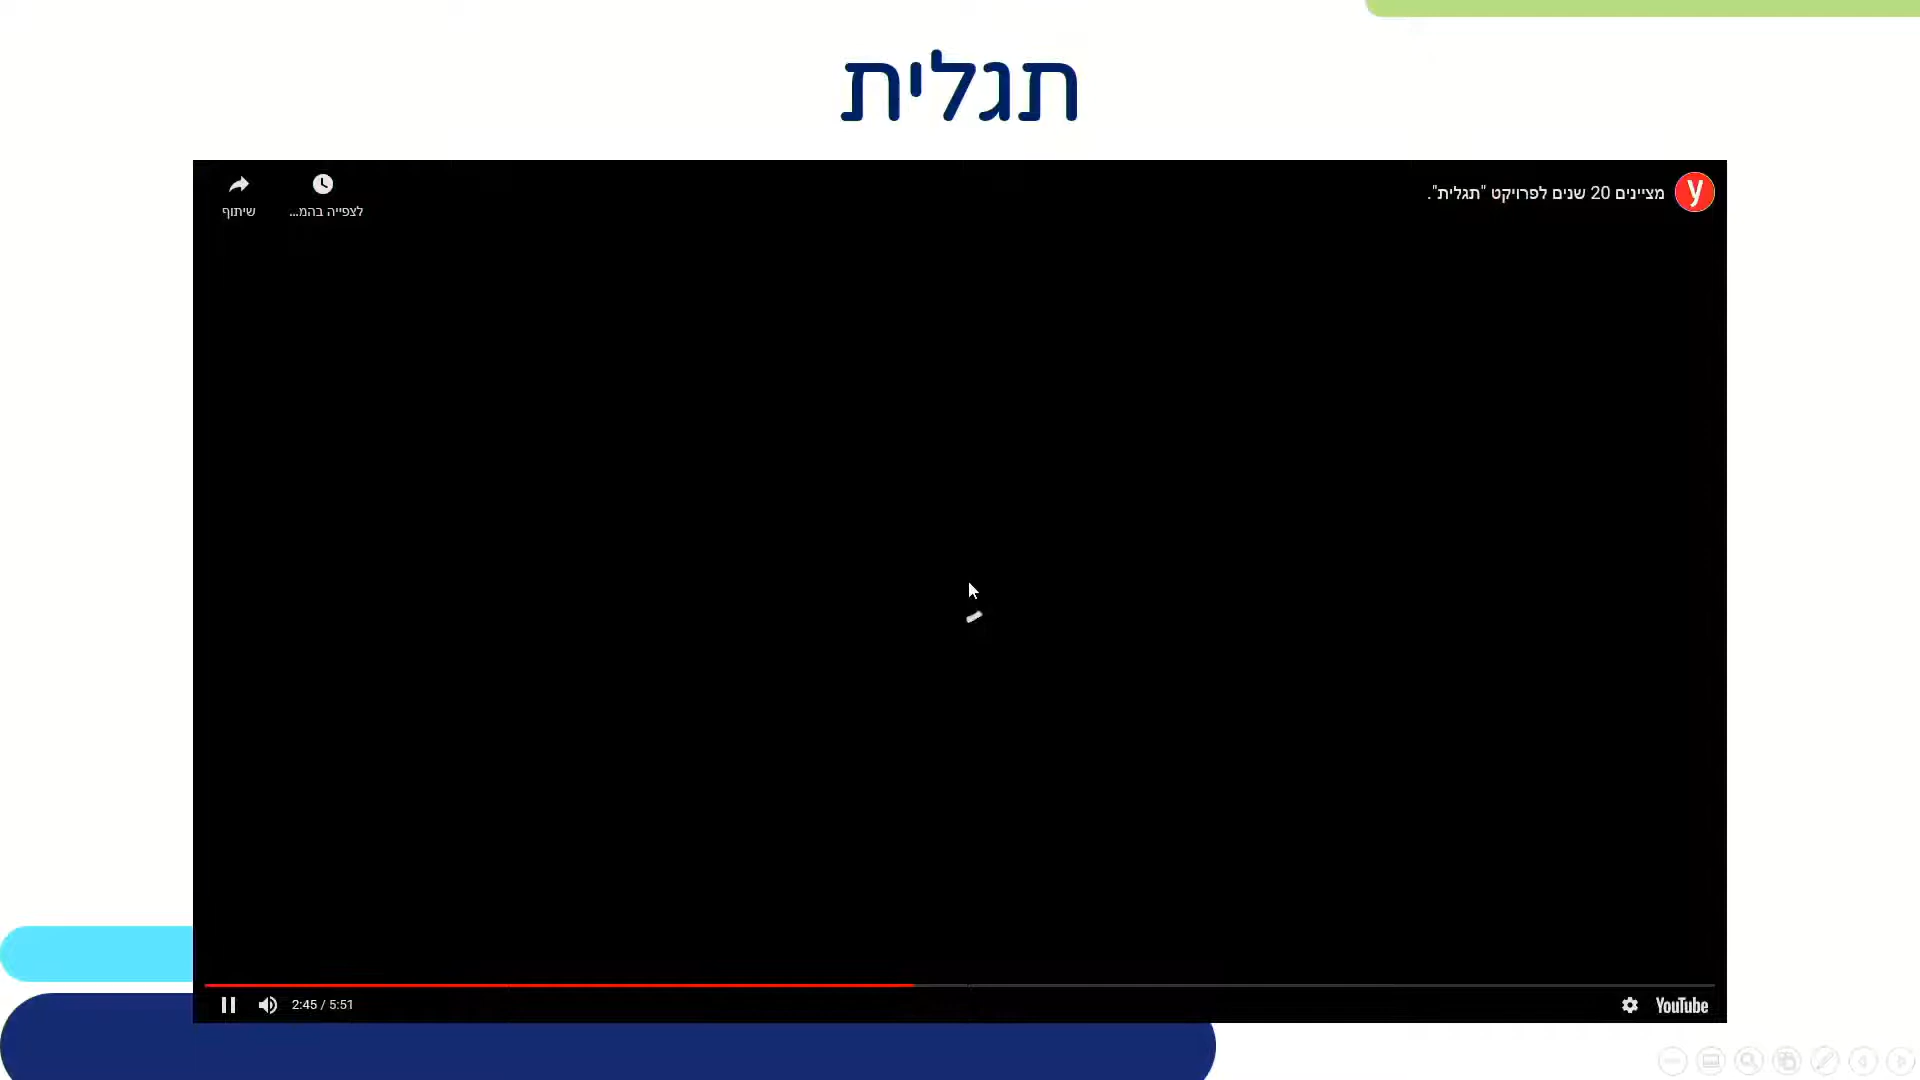 תגלית
מציינים 20 שנים לפרויקט "תגלית".
y
לצפייה בהמ...
שיתוף
2:45 / 5:51
YouTube